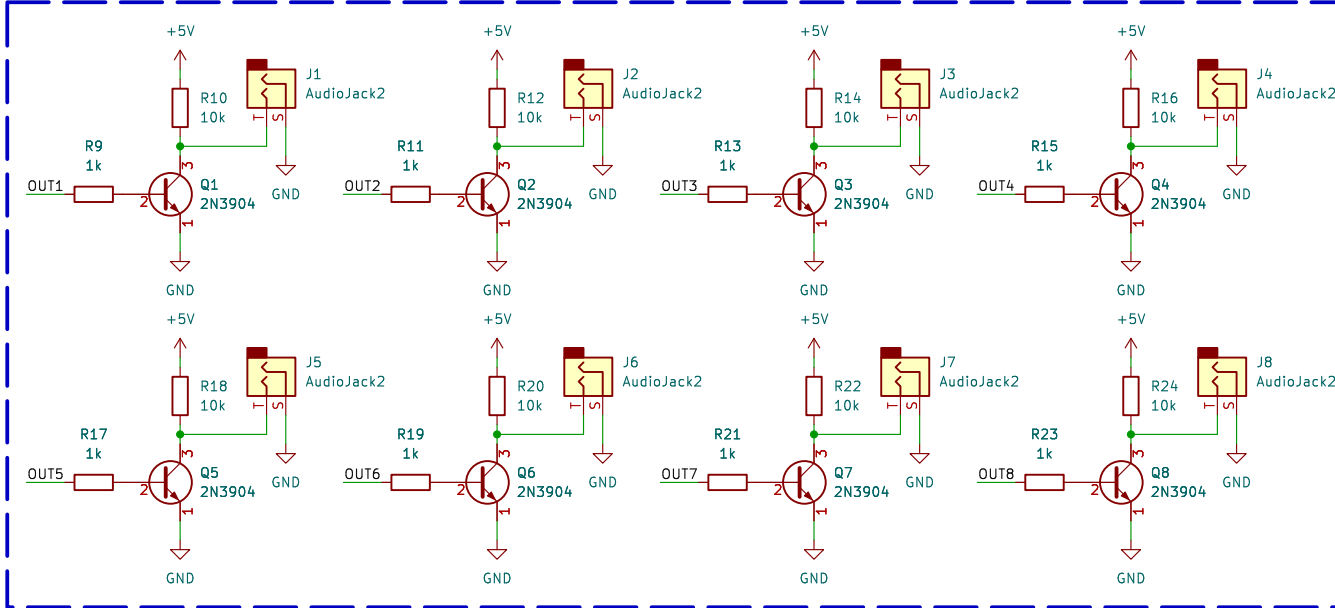 +5V
J1
AudioJack2
R10
10k
T
S
R9
1k
3
OUT1
2
Q1
2N3904
1
GND
GND
+5V
J2
AudioJack2
R12
10k
T
S
R11
1k
3
OUT2
2
Q2
2N3904
1
GND
GND
+5V
J3
AudioJack2
R14
10k
T
S
R13
1k
3
OUT3
2
Q3
2N3904
1
GND
GND
+5V
J4
AudioJack2
R16
10k
T
S
R15
1k
3
OUT4
2
Q4
2N3904
1
GND
GND
+5V
J5
AudioJack2
R18
10k
T
S
R17
1k
3
OUT5
2
Q5
2N3904
1
GND
GND
+5V
J6
AudioJack2
R20
10k
T
S
R19
1k
3
OUT6
2
Q6
2N3904
1
GND
GND
+5V
J7
AudioJack2
R22
10k
T
S
R21
1k
3
OUT7
2
Q7
2N3904
1
GND
GND
+5V
J8
AudioJack2
R24
10k
T
S
R23
1k
3
OUT8
2
Q8
2N3904
1
GND
GND